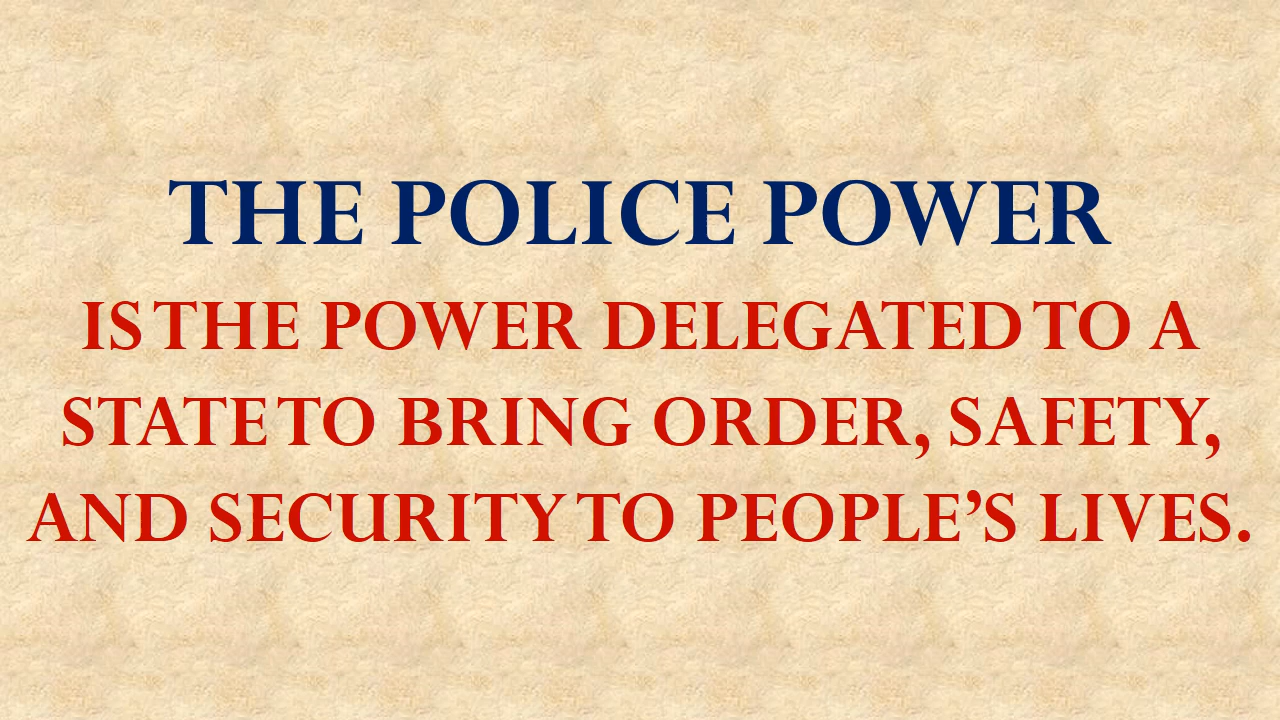 THE POLICE POWER
IS THE POWER DELEGATED TO A
STATE TO BRING ORDER, SAFETY,
AND SECURITY TO PEOPLE’S LIVES.